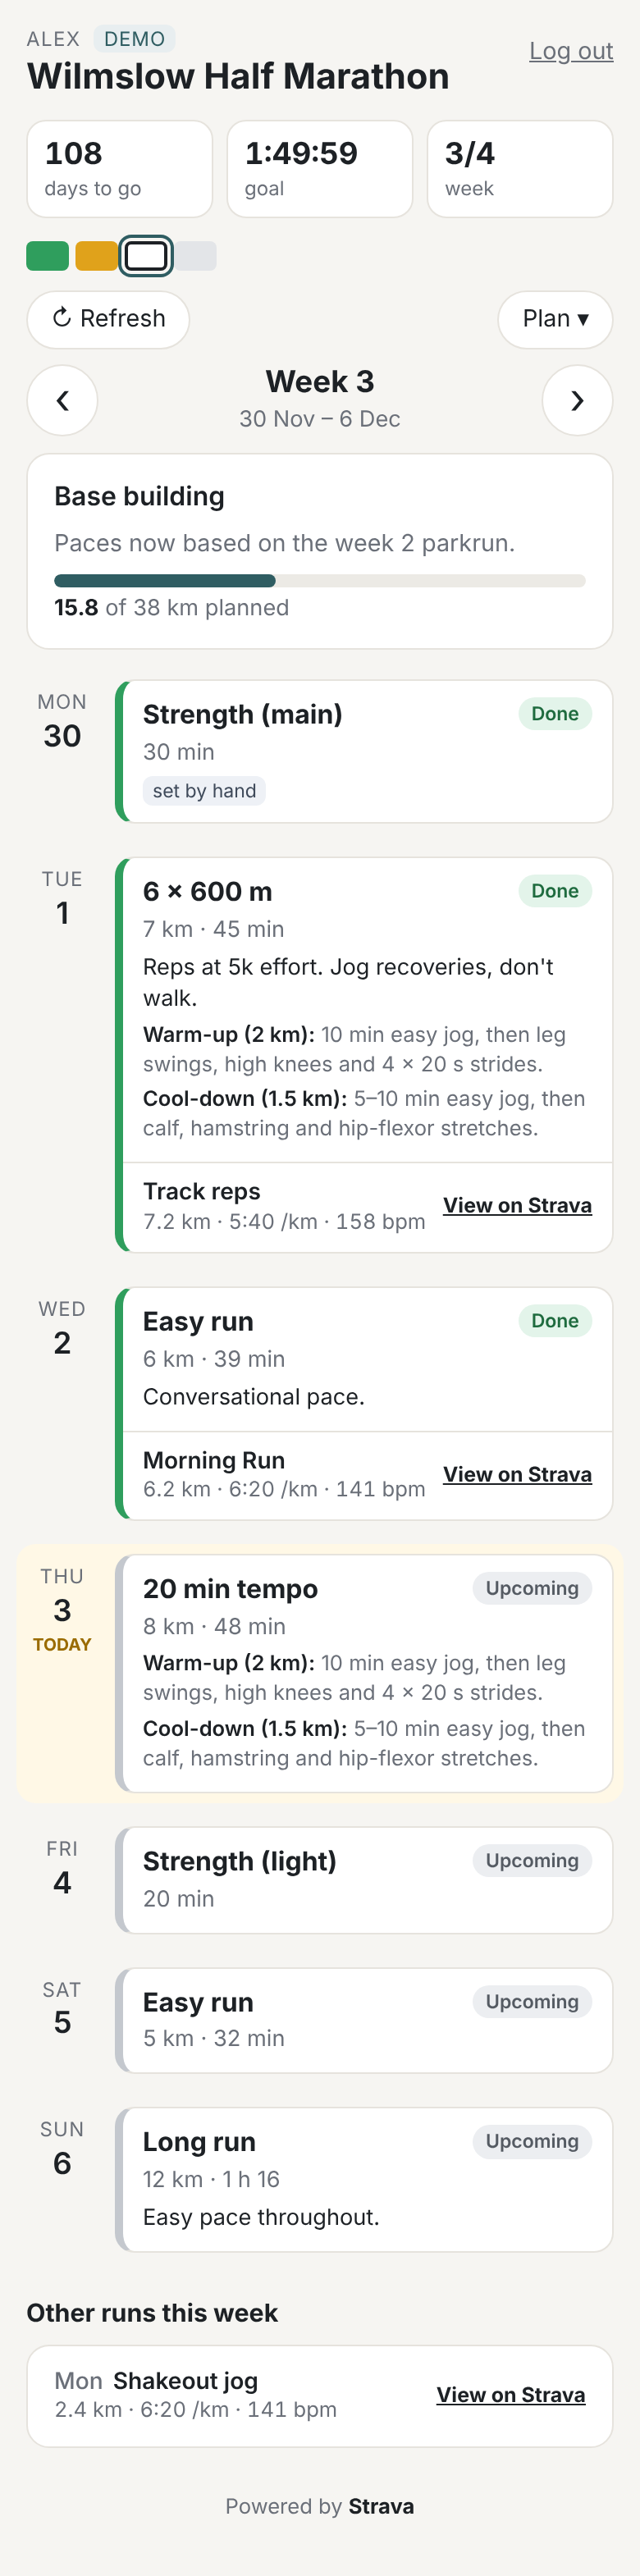 ALEX DEMO
Wilmslow Half Marathon
Log out
108
days to go
1:49:59
goal
3/4
week
↻ Refresh
Plan ▾
‹
Week 3
30 Nov – 6 Dec
›
Base building
Paces now based on the week 2 parkrun.
15.8 of 38 km planned
MON
30
Strength (main)
Done
30 min
set by hand
TUE
1
6 × 600 m
Done
7 km · 45 min
Reps at 5k effort. Jog recoveries, don't
walk.
Warm-up (2 km): 10 min easy jog, then leg
swings, high knees and 4 × 20 s strides.
Cool-down (1.5 km): 5–10 min easy jog, then
calf, hamstring and hip-flexor stretches.
Track reps
7.2 km · 5:40 /km · 158 bpm
View on Strava
WED
2
Easy run
Done
6 km · 39 min
Conversational pace.
Morning Run
6.2 km · 6:20 /km · 141 bpm
View on Strava
THU
3
TODAY
20 min tempo
Upcoming
8 km · 48 min
Warm-up (2 km): 10 min easy jog, then leg
swings, high knees and 4 × 20 s strides.
Cool-down (1.5 km): 5–10 min easy jog, then
calf, hamstring and hip-flexor stretches.
FRI
4
Strength (light)
Upcoming
20 min
SAT
5
Easy run
Upcoming
5 km · 32 min
SUN
6
Long run
Upcoming
12 km · 1 h 16
Easy pace throughout.
Other runs this week
Mon Shakeout jog
2.4 km · 6:20 /km · 141 bpm
View on Strava
Powered by Strava